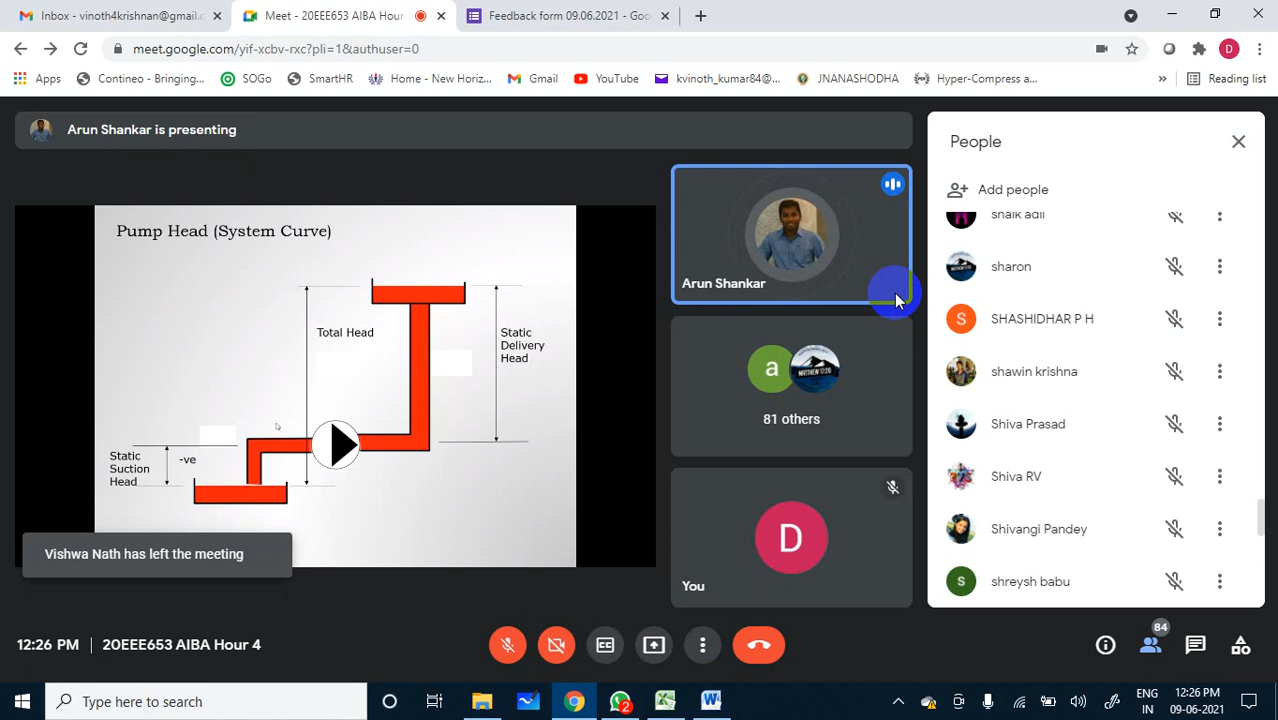 Inbox - vinoth4krishnan@gmail.c
Meet - 20EEE653 AIBA Hour
Feedback form 09.06.2021 - Goo
meet.google.com/yif-xcbv-rxc?pli=1&authuser=0
D
Apps
Contineo - Bringing...
SOGo
SmartHR
Home - New Horiz...
Gmail
YouTube
kvinoth_kumar84@...
JNANASHODHA
Hyper-Compress a...
»
Reading list
Arun Shankar is presenting
Pump Head (System Curve)
Total Head
Static
Delivery
Head
Static
Suction
Head
-ve
Vishwa Nath has left the meeting
Arun Shankar
a
MATTHEW 17:20
81 others
D
You
People
Add people
shaik adil
sharon
S
SHASHIDHAR P H
shawin krishna
Shiva Prasad
Shiva RV
Shivangi Pandey
s
shreysh babu
12:26 PM | 20EEE653 AIBA Hour 4
CC
84
Type here to search
2
ENG
IN
12:26 PM
09-06-2021